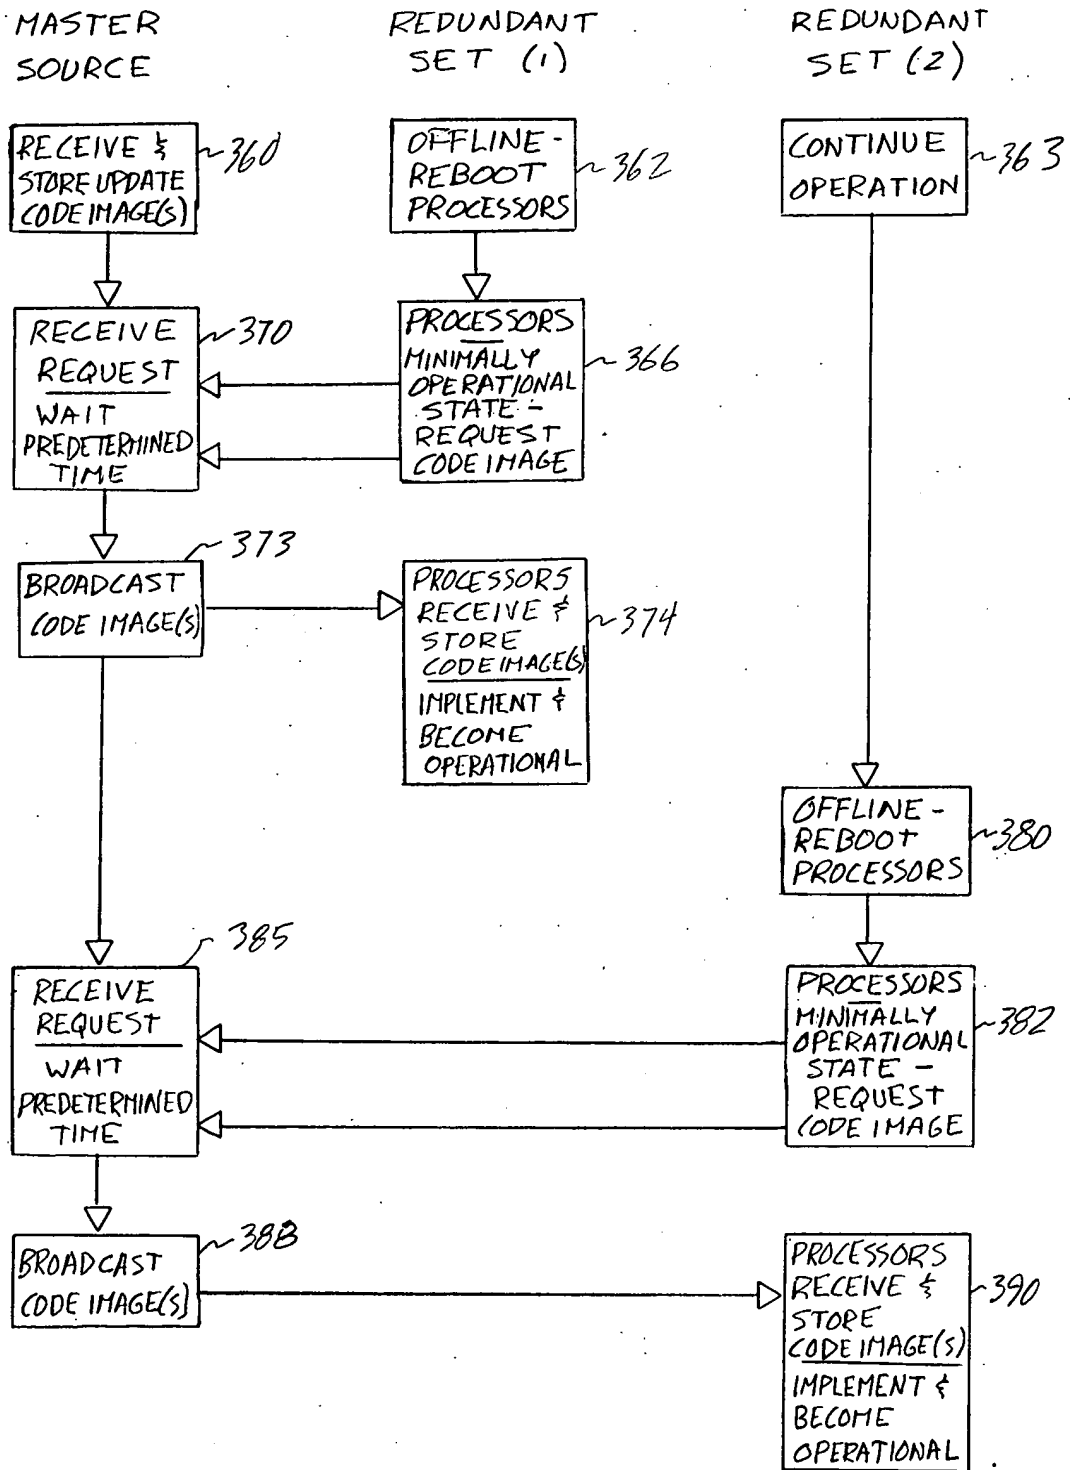 MASTER
SOURCE
REDUNDANT
SET (1)
REDUNDANT
SET (2)
RECEIVE &
STORE UPDATE
CODE IMAGE(S)
360
OFFLINE -
REBOOT
PROCESSORS
362
CONTINUE
OPERATION
363
RECEIVE
REQUEST
WAIT
PREDETERMINED
TIME
370
PROCESSORS
MINIMALLY
OPERATIONAL
STATE -
REQUEST
CODE IMAGE
366
BROADCAST
CODE IMAGE(S)
373
PROCESSORS
RECEIVE &
STORE
CODE IMAGE(S)
IMPLEMENT &
BECOME
OPERATIONAL
374
OFFLINE -
REBOOT
PROCESSORS
380
RECEIVE
REQUEST
WAIT
PREDETERMINED
TIME
385
PROCESSORS
MINIMALLY
OPERATIONAL
STATE -
REQUEST
CODE IMAGE
382
BROADCAST
CODE IMAGE(S)
388
PROCESSORS
RECEIVE &
STORE
CODE IMAGE(S)
IMPLEMENT &
BECOME
OPERATIONAL
390